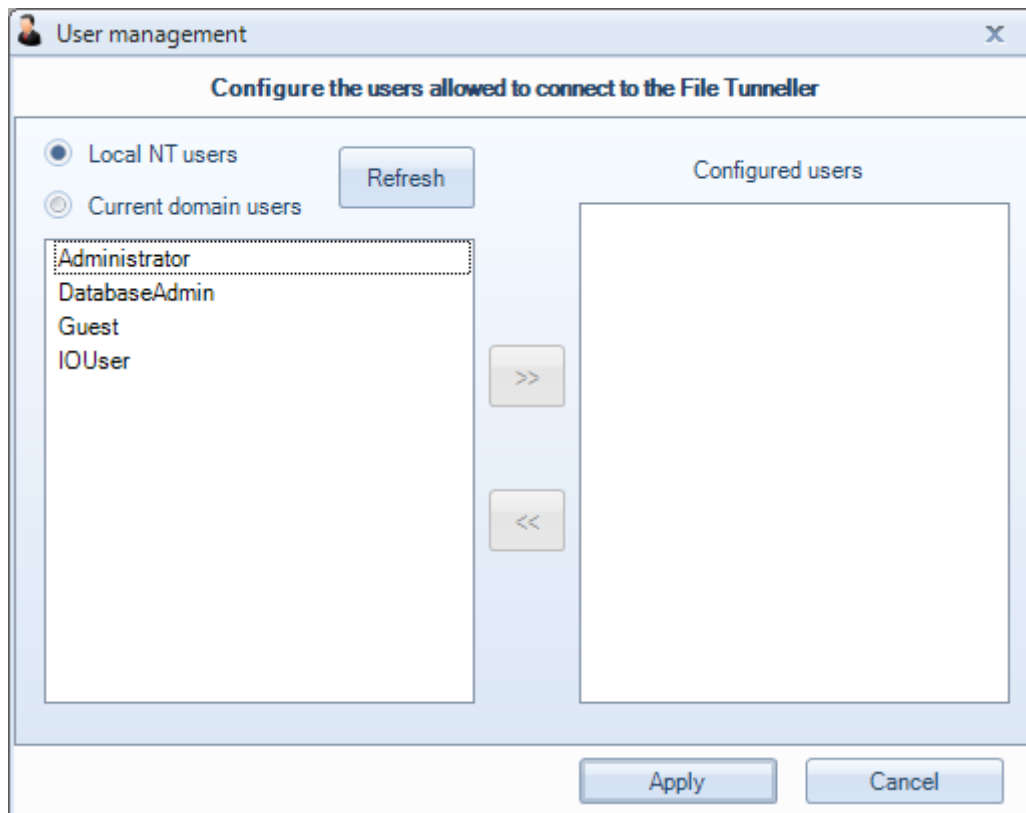 User management
Configure the users allowed to connect to the File Tunneller
Local NT users
Current domain users
Refresh
Administrator
DatabaseAdmin
Guest
IOUser
>>
<<
Configured users
Apply
Cancel